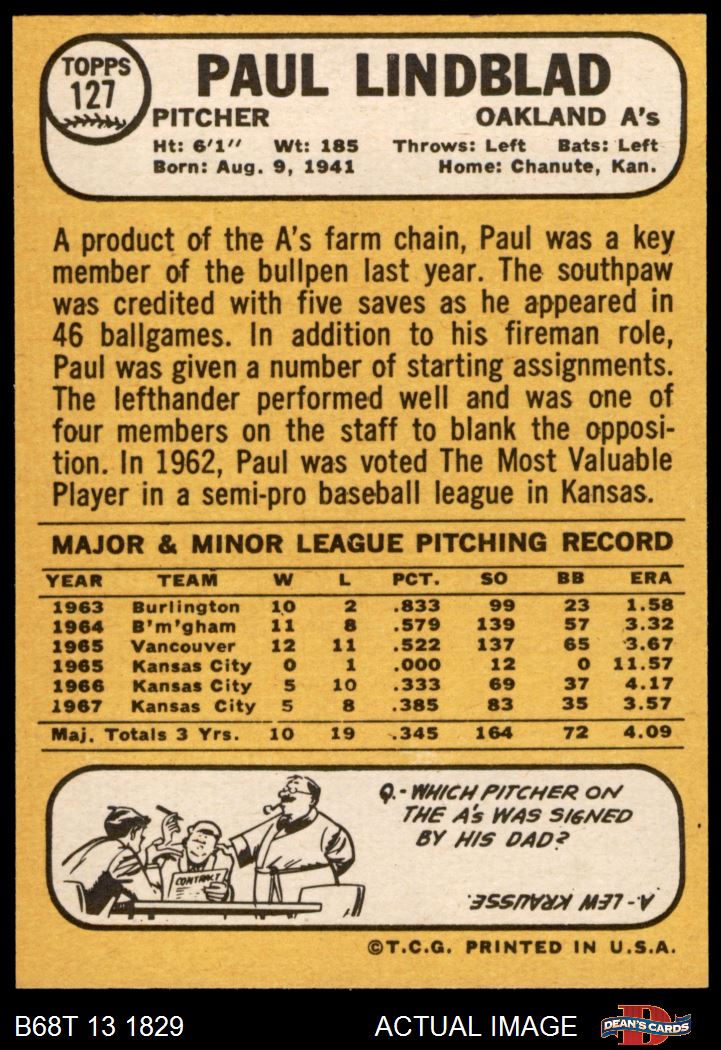 TOPPS
127
PAUL LINDBLAD
PITCHER OAKLAND A's
Ht: 6'1" Wt: 185 Throws: Left Bats: Left
Born: Aug. 9, 1941 Home: Chanute, Kan.
A product of the A's farm chain, Paul was a key
member of the bullpen last year. The southpaw
was credited with five saves as he appeared in
46 ballgames. In addition to his fireman role,
Paul was given a number of starting assignments.
The lefthander performed well and was one of
four members on the staff to blank the opposi-
tion. In 1962, Paul was voted The Most Valuable
Player in a semi-pro baseball league in Kansas.
MAJOR & MINOR LEAGUE PITCHING RECORD
YEAR TEAM W L PCT. SO BB ERA
1963 Burlington 10 2 .833 99 23 1.58
1964 B'm'gham 11 8 .579 139 57 3.32
1965 Vancouver 12 11 .522 137 65 3.67
1965 Kansas City 0 1 .000 12 0 11.57
1966 Kansas City 5 10 .333 69 37 4.17
1967 Kansas City 5 8 .385 83 35 3.57
Maj. Totals 3 Yrs. 10 19 .345 164 72 4.09
CONTRACT
Q.- WHICH PITCHER ON
THE A's WAS SIGNED
BY HIS DAD?
A.- LEW KRAUSSE.
©T.C.G. PRINTED IN U.S.A.
B68T 13 1829 ACTUAL IMAGE DEAN'S CARDS